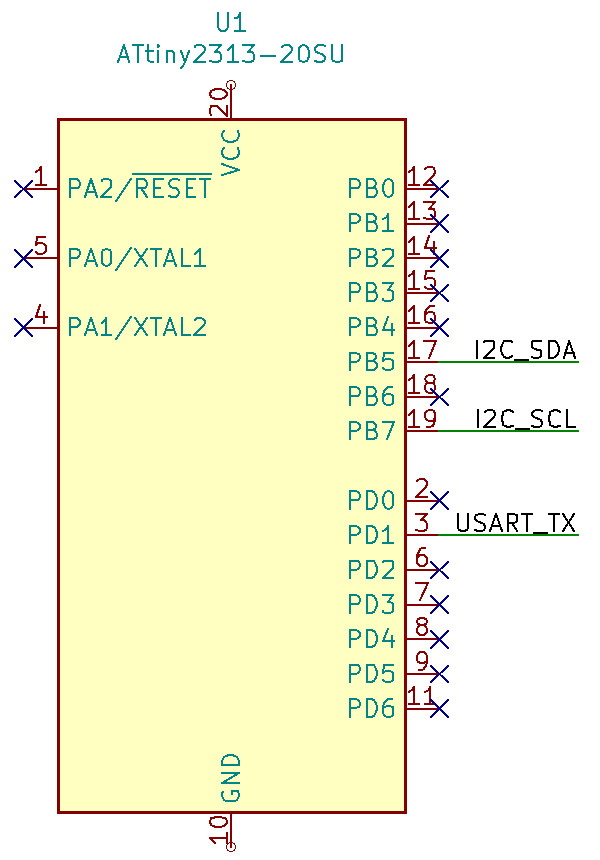 U1
ATtiny2313-20SU
20
VCC
1 PA2/RESET
5 PA0/XTAL1
4 PA1/XTAL2
PB0 12
PB1 13
PB2 14
PB3 15
PB4 16
PB5 17 I2C_SDA
PB6 18
PB7 19 I2C_SCL
PD0 2
PD1 3 USART_TX
PD2 6
PD3 7
PD4 8
PD5 9
PD6 11
GND
10